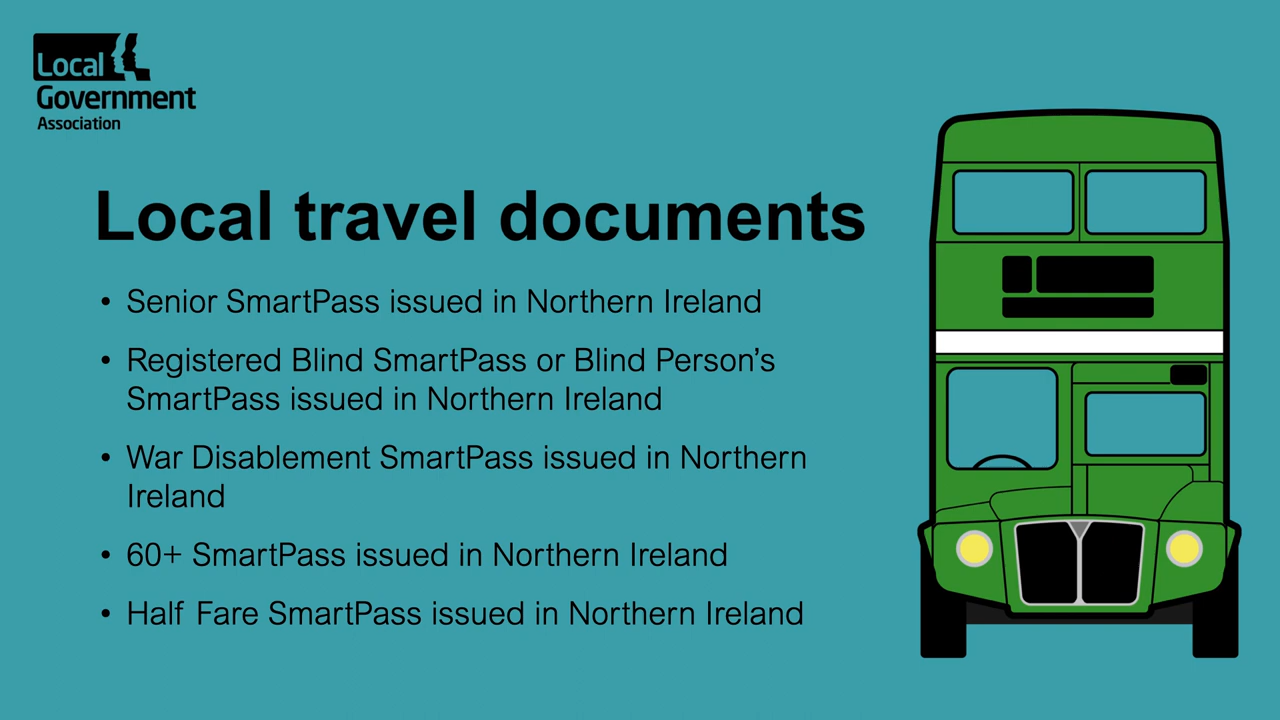 Local
Government
Association
Local travel documents
• Senior SmartPass issued in Northern Ireland
• Registered Blind SmartPass or Blind Person’s
SmartPass issued in Northern Ireland
• War Disablement SmartPass issued in Northern
Ireland
• 60+ SmartPass issued in Northern Ireland
• Half Fare SmartPass issued in Northern Ireland